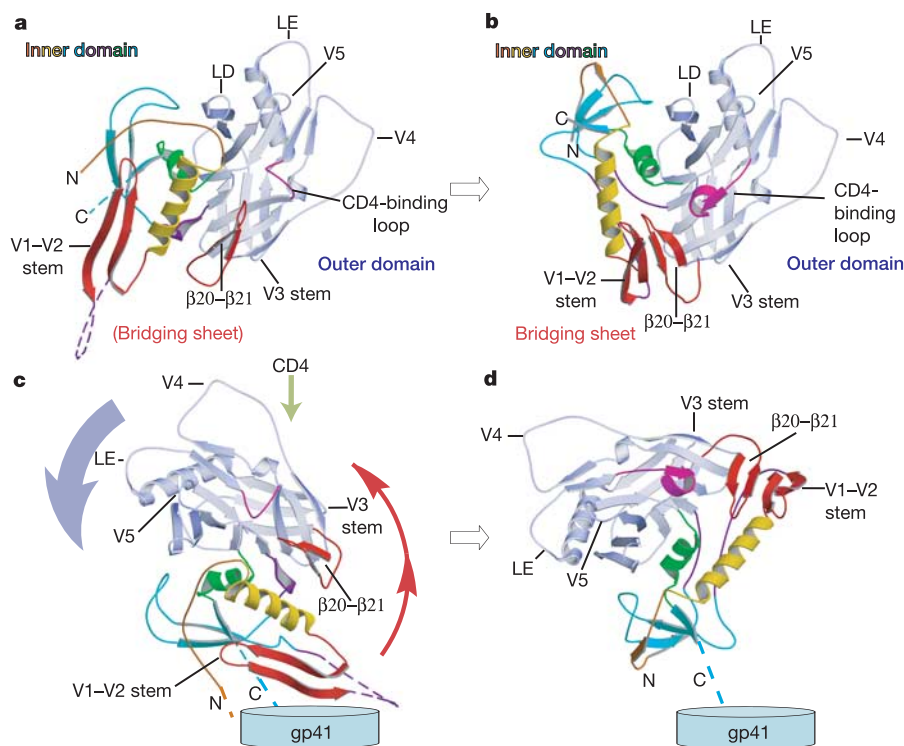 a
Inner domain
LE
LD
V5
V4
N
C
CD4-binding
loop
V1–V2
stem
Outer domain
β20–β21
V3 stem
(Bridging sheet)
b
Inner domain
LE
LD
V5
V4
C
N
CD4-
binding
loop
Outer domain
V1–V2
stem
β20–β21
V3 stem
Bridging sheet
c
CD4
V4
LE
V5
V3
stem
β20–β21
V1–V2 stem
N
C
gp41
d
V3 stem
β20–β21
V4
V1–V2
stem
LE
V5
N
C
gp41